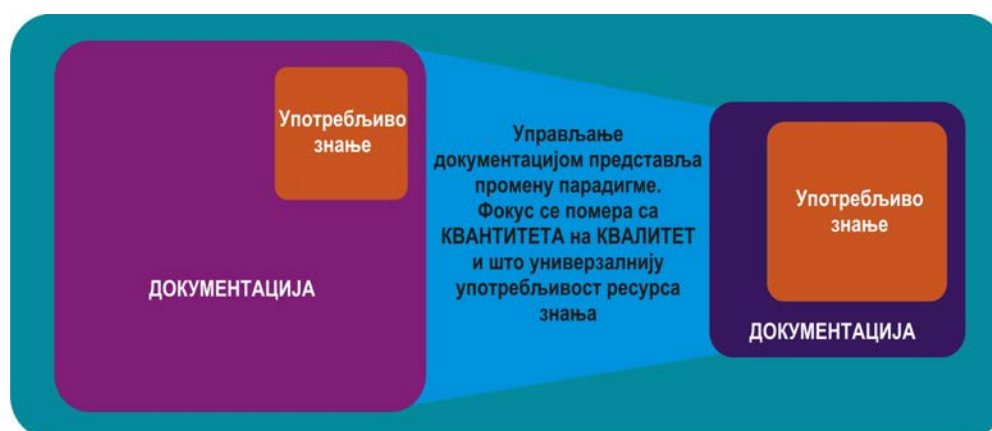 Употребљиво
знање
ДОКУМЕНТАЦИЈА
Управљање
документацијом представља
промену парадигме.
Фокус се помера са
КВАНТИТЕТА на КВАЛИТЕТ
и што универзалнију
употребљивост ресурса
знања
Употребљиво
знање
ДОКУМЕНТАЦИЈА